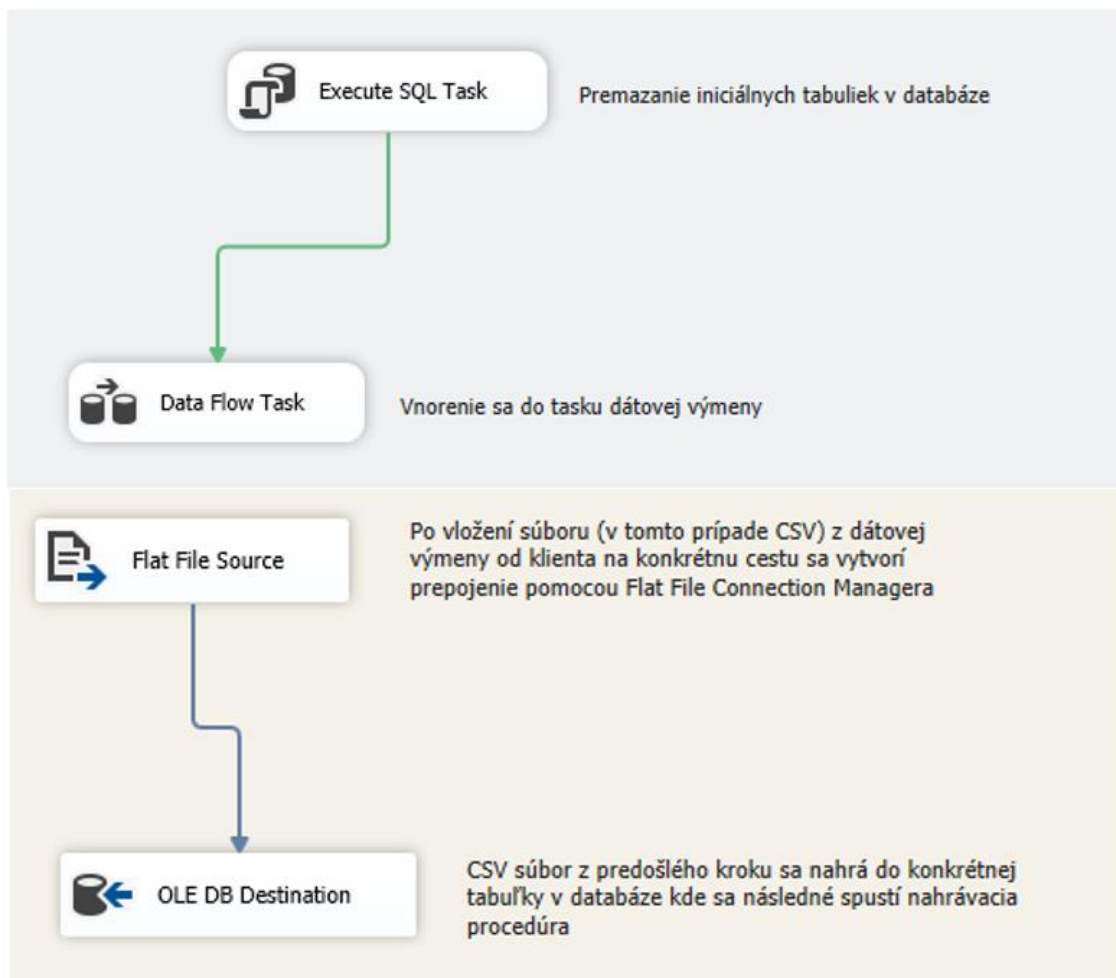 Execute SQL Task
Premazanie iniciálnych tabuliek v databáze
Data Flow Task
Vnorenie sa do tasku dátovej výmeny
Flat File Source
Po vložení súboru (v tomto prípade CSV) z dátovej
výmeny od klienta na konkrétnu cestu sa vytvorí
prepojenie pomocou Flat File Connection Managera
OLE DB Destination
CSV súbor z predošlého kroku sa nahrá do konkrétnej
tabuľky v databáze kde sa následné spustí nahrávacia
procedúra